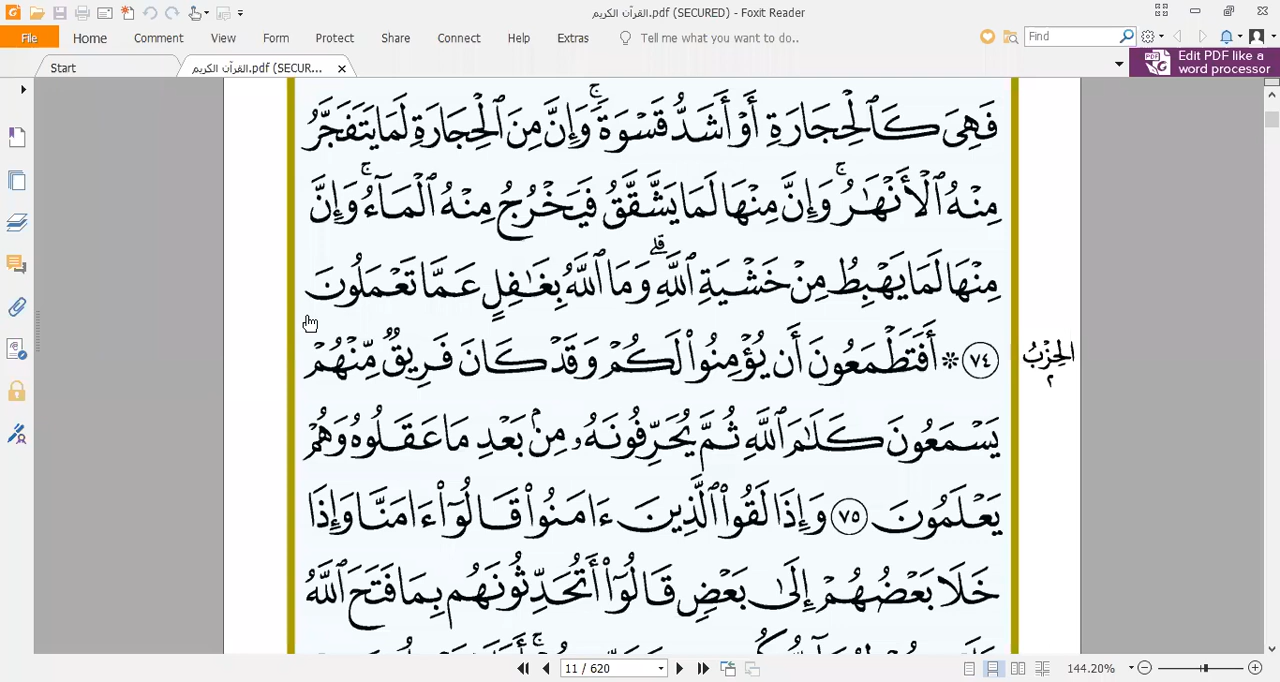 القرآن الكريم.pdf (SECURED) - Foxit Reader
File Home Comment View Form Protect Share Connect Help Extras Tell me what you want to do.. Find
Start القرآن الكريم.pdf (SECUR... Edit PDF like a
word processor
فَهِىَ كَٱلْحِجَارَةِ أَوْ أَشَدُّ قَسْوَةًۚ وَإِنَّ مِنَ ٱلْحِجَارَةِ لَمَا يَتَفَجَّرُ
مِنْهُ ٱلْأَنْهَٰرُۚ وَإِنَّ مِنْهَا لَمَا يَشَّقَّقُ فَيَخْرُجُ مِنْهُ ٱلْمَآءُۚ وَإِنَّ
مِنْهَا لَمَا يَهْبِطُ مِنْ خَشْيَةِ ٱللَّهِۗ وَمَا ٱللَّهُ بِغَٰفِلٍ عَمَّا تَعْمَلُونَ
٧٤ ۞ أَفَتَطْمَعُونَ أَن يُؤْمِنُوا۟ لَكُمْ وَقَدْ كَانَ فَرِيقٌ مِّنْهُمْ
الحِزْبُ
٢
يَسْمَعُونَ كَلَٰمَ ٱللَّهِ ثُمَّ يُحَرِّفُونَهُۥ مِنۢ بَعْدِ مَا عَقَلُوهُ وَهُمْ
يَعْلَمُونَ ٧٥ وَإِذَا لَقُوا۟ ٱلَّذِينَ ءَامَنُوا۟ قَالُوٓا۟ ءَامَنَّا وَإِذَا
خَلَا بَعْضُهُمْ إِلَىٰ بَعْضٍ قَالُوٓا۟ أَتُحَدِّثُونَهُم بِمَا فَتَحَ ٱللَّهُ
11 / 620 144.20%